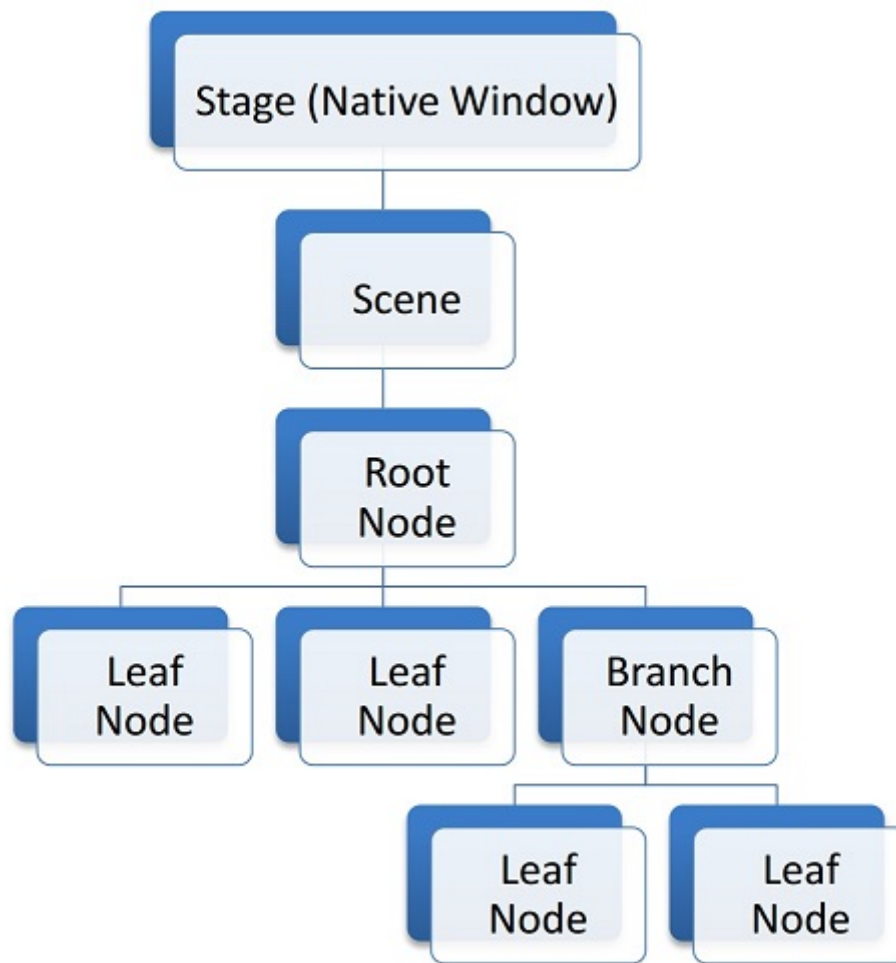 Stage (Native Window)
Scene
Root
Node
Leaf
Node
Leaf
Node
Branch
Node
Leaf
Node
Leaf
Node